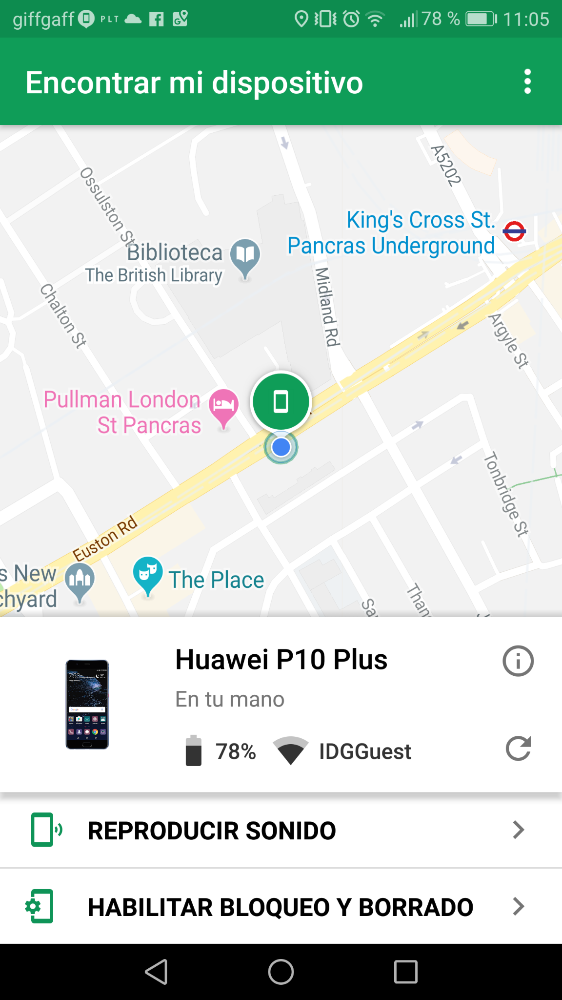 giffgaff PLT 78 % 11:05
Encontrar mi dispositivo
A5202
Ossulston St
King's Cross St.
Pancras Underground
Biblioteca
The British Library
Midland Rd
Chalton St
Argyle St
Pullman London
St Pancras
Tonbridge St
Euston Rd
s New
chyard
The Place
Huawei P10 Plus
En tu mano
7:53
78%
IDGGuest
REPRODUCIR SONIDO
HABILITAR BLOQUEO Y BORRADO